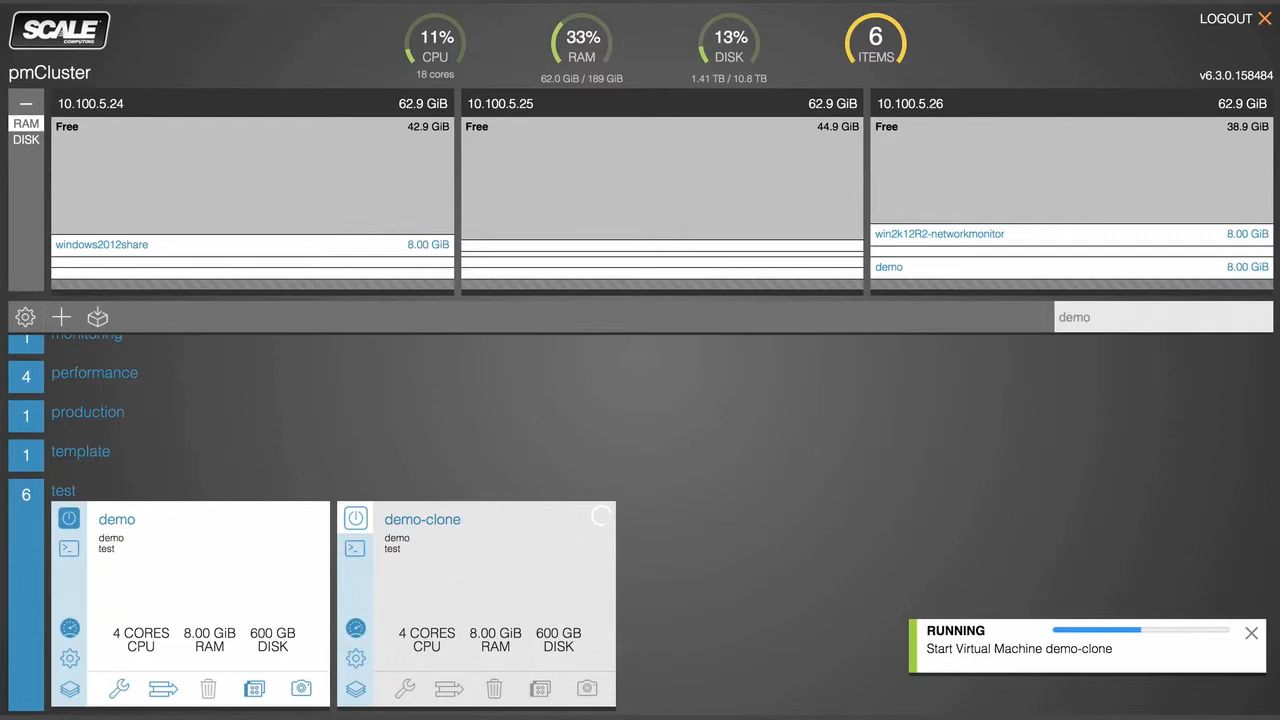 SCALE
COMPUTING
pmCluster
11%
CPU
18 cores
33%
RAM
62.0 GiB / 189 GiB
13%
DISK
1.41 TB / 10.8 TB
6
ITEMS
LOGOUT
v6.3.0.158484
RAM
DISK
10.100.5.24 62.9 GiB
Free 42.9 GiB
windows2012share 8.00 GiB
10.100.5.25 62.9 GiB
Free 44.9 GiB
10.100.5.26 62.9 GiB
Free 38.9 GiB
win2k12R2-networkmonitor 8.00 GiB
demo 8.00 GiB
demo
1 monitoring
4 performance
1 production
1 template
6 test
demo
demo
test
4 CORES 8.00 GiB 600 GB
CPU RAM DISK
demo-clone
demo
test
4 CORES 8.00 GiB 600 GB
CPU RAM DISK
RUNNING
Start Virtual Machine demo-clone